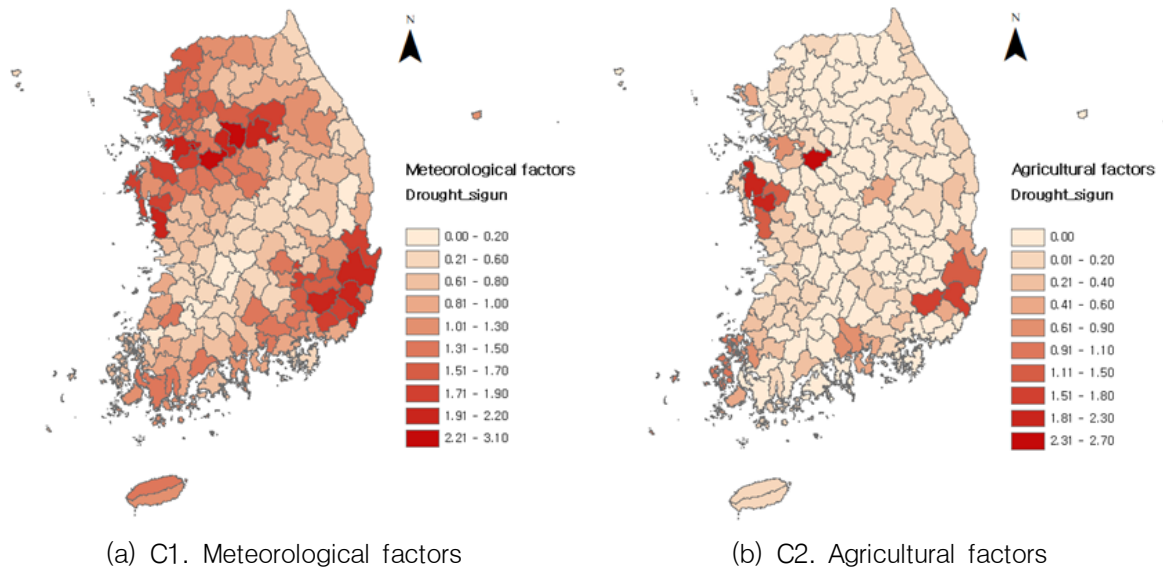 N
Meteorological factors
Drought_sigun
0.00 - 0.20
0.21 - 0.60
0.61 - 0.80
0.81 - 1.00
1.01 - 1.30
1.31 - 1.50
1.51 - 1.70
1.71 - 1.90
1.91 - 2.20
2.21 - 3.10
(a) C1. Meteorological factors
N
Agricultural factors
Drought_sigun
0.00
0.01 - 0.20
0.21 - 0.40
0.41 - 0.60
0.61 - 0.90
0.91 - 1.10
1.11 - 1.50
1.51 - 1.80
1.81 - 2.30
2.31 - 2.70
(b) C2. Agricultural factors